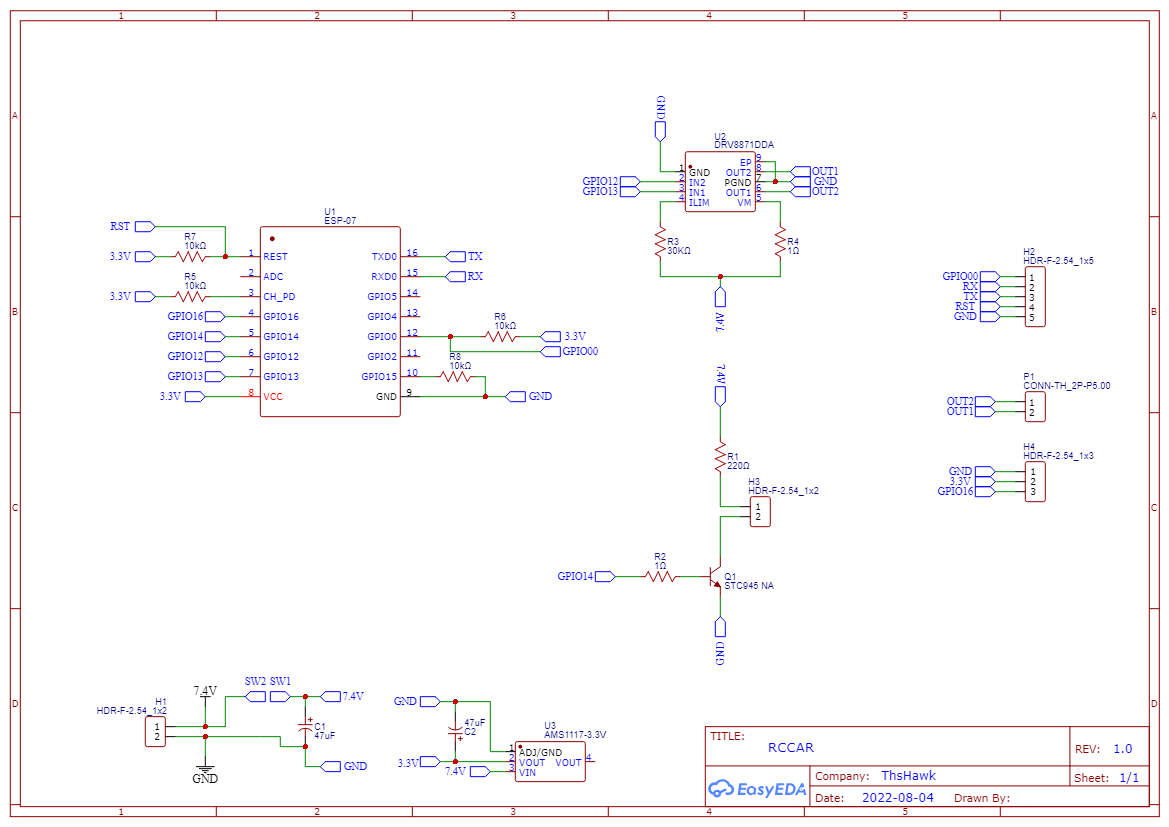 1 2 3 4 5
A A
B B
C C
D D
1 2 3 4 5
U1
ESP-07
RST
R7
10kΩ
3.3V
R5
10kΩ
3.3V
GPIO16
GPIO14
GPIO12
GPIO13
3.3V
1 REST
2 ADC
3 CH_PD
4 GPIO16
5 GPIO14
6 GPIO12
7 GPIO13
8 VCC
TXD0 16
RXD0 15
GPIO5 14
GPIO4 13
GPIO0 12
GPIO2 11
GPIO15 10
GND 9
TX
RX
R6
10kΩ
3.3V
GPIO00
R8
10kΩ
GND
GND
U2
DRV8871DDA
GPIO12
GPIO13
1 GND
2 IN2
3 IN1
4 ILIM
EP 9
OUT2 8
PGND 7
OUT1 6
VM 5
OUT1
GND
OUT2
R3
30KΩ
R4
1Ω
7.4V
7.4V
R1
220Ω
H3
HDR-F-2.54_1x2
1
2
R2
1Ω
GPIO14
Q1
STC945 NA
GND
H2
HDR-F-2.54_1x5
GPIO00 1
RX 2
TX 3
RST 4
GND 5
P1
CONN-TH_2P-P5.00
OUT2 1
OUT1 2
H4
HDR-F-2.54_1x3
GND 1
3.3V 2
GPIO16 3
H1
HDR-F-2.54_1x2
1
2
7.4V
SW2 SW1
7.4V
+
C1
47uF
GND
GND
GND
47uF
C2
+
3.3V
7.4V
U3
AMS1117-3.3V
1 ADJ/GND
2 VOUT
3 VIN
VOUT 4
TITLE:
RCCAR
REV: 1.0
EasyEDA
Company: ThsHawk
Sheet: 1/1
Date: 2022-08-04 Drawn By: